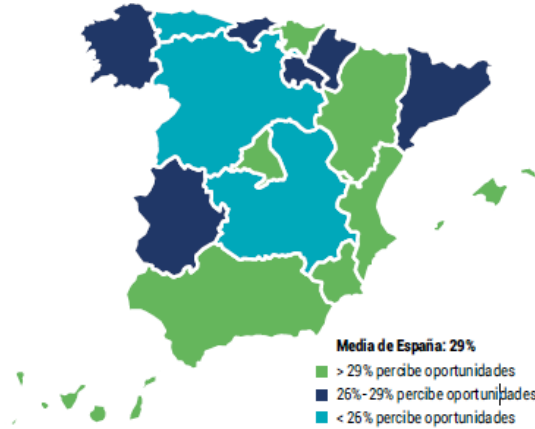 Media de España: 29%
> 29% percibe oportunidades
26%-29% percibe oportunidades
< 26% percibe oportunidades